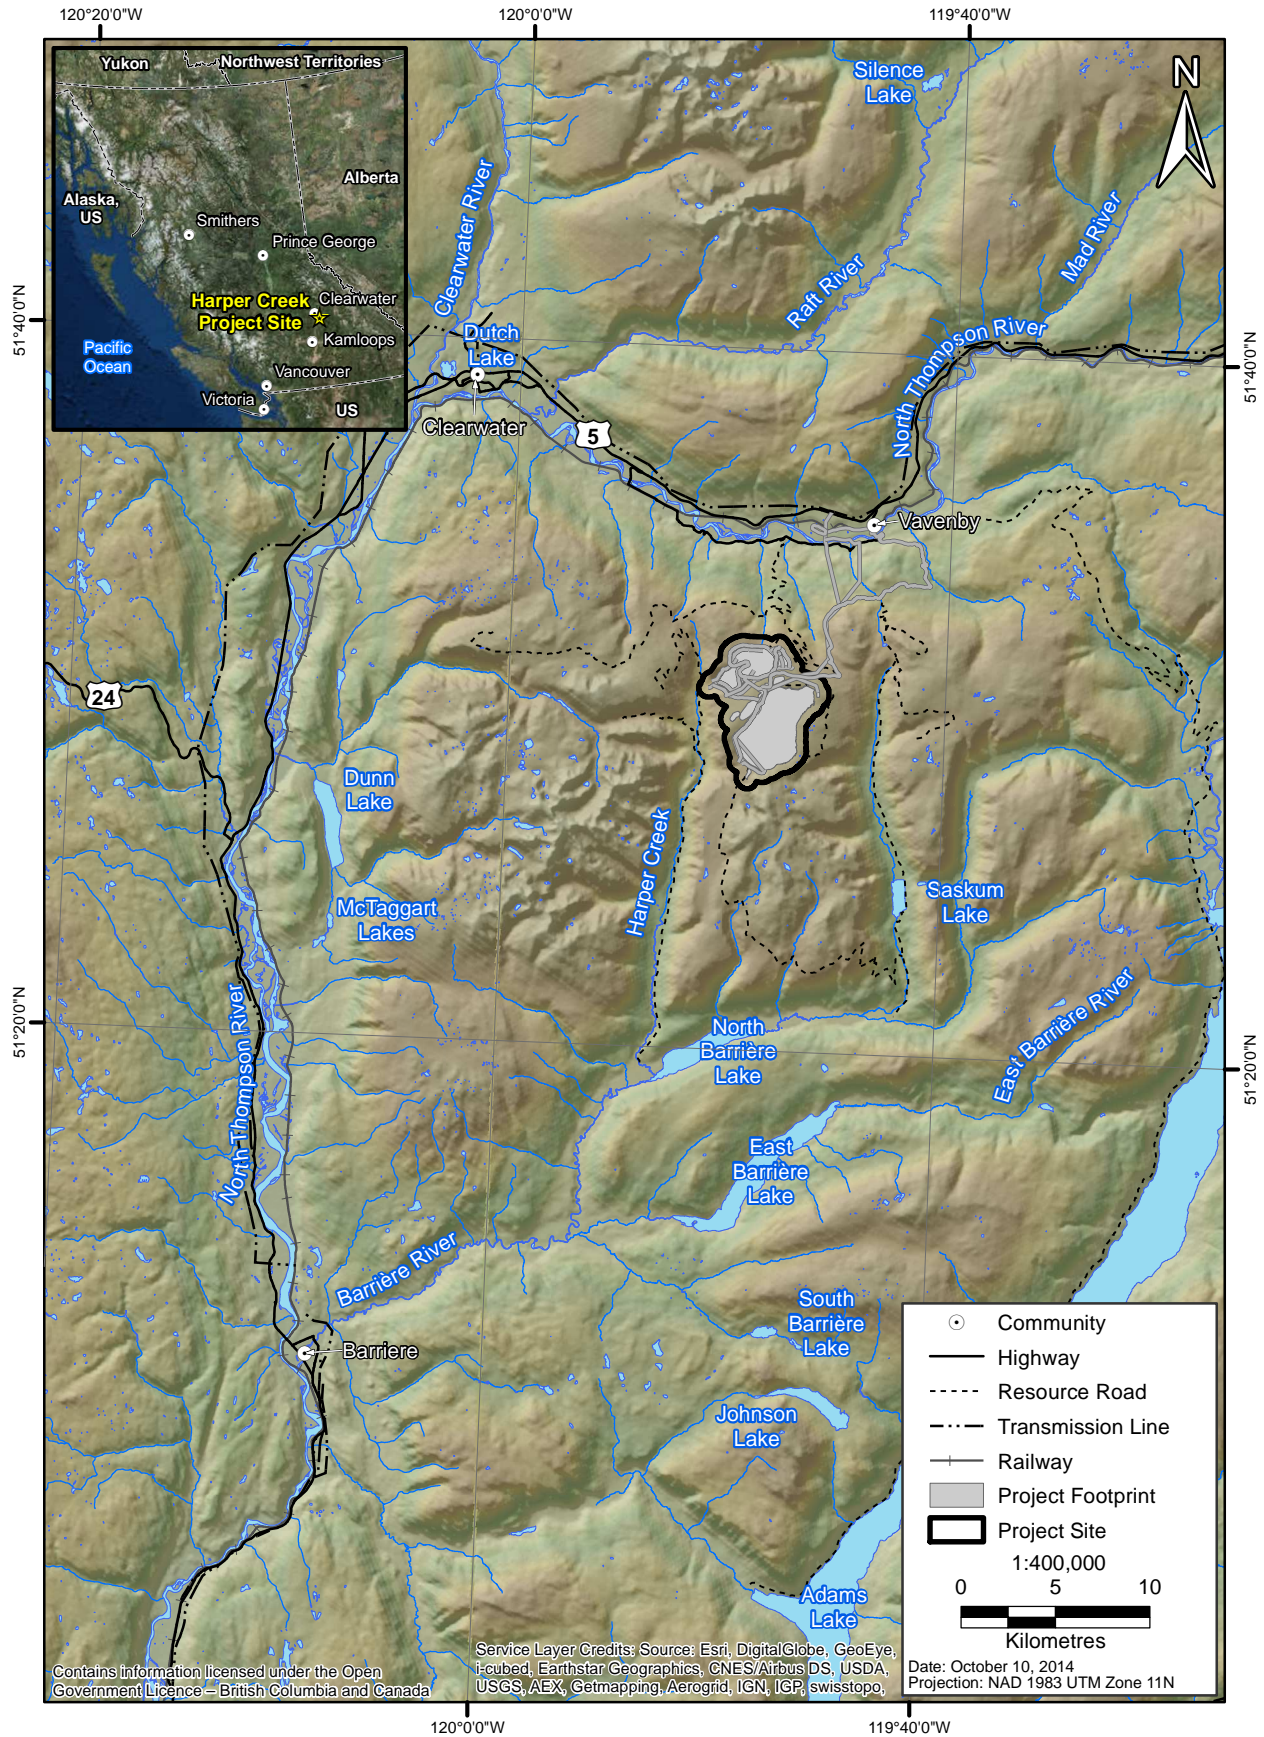 120°20'0"W
120°0'0"W
119°40'0"W
Yukon
Northwest Territories
Alberta
Alaska,
US
Smithers
Prince George
Harper Creek
Project Site
Clearwater
Kamloops
Pacific
Ocean
Vancouver
Victoria
US
Silence
Lake
N
Clearwater River
Raft River
Mad River
51°40'0"N
51°40'0"N
Dutch
Lake
North Thompson River
Clearwater
5
Vavenby
24
Dunn
Lake
Harper Creek
McTaggart
Lakes
Saskum
Lake
North Thompson River
51°20'0"N
51°20'0"N
North
Barrière
Lake
East Barrière River
East
Barrière
Lake
Barrière River
South
Barrière
Lake
Barriere
Johnson
Lake
Adams
Lake
Community
Highway
Resource Road
Transmission Line
Railway
Project Footprint
Project Site
1:400,000
0 5 10
Kilometres
Date: October 10, 2014
Projection: NAD 1983 UTM Zone 11N
Contains information licensed under the Open
Government Licence – British Columbia and Canada
Service Layer Credits: Source: Esri, DigitalGlobe, GeoEye,
i-cubed, Earthstar Geographics, CNES/Airbus DS, USDA,
USGS, AEX, Getmapping, Aerogrid, IGN, IGP, swisstopo,
120°0'0"W
119°40'0"W